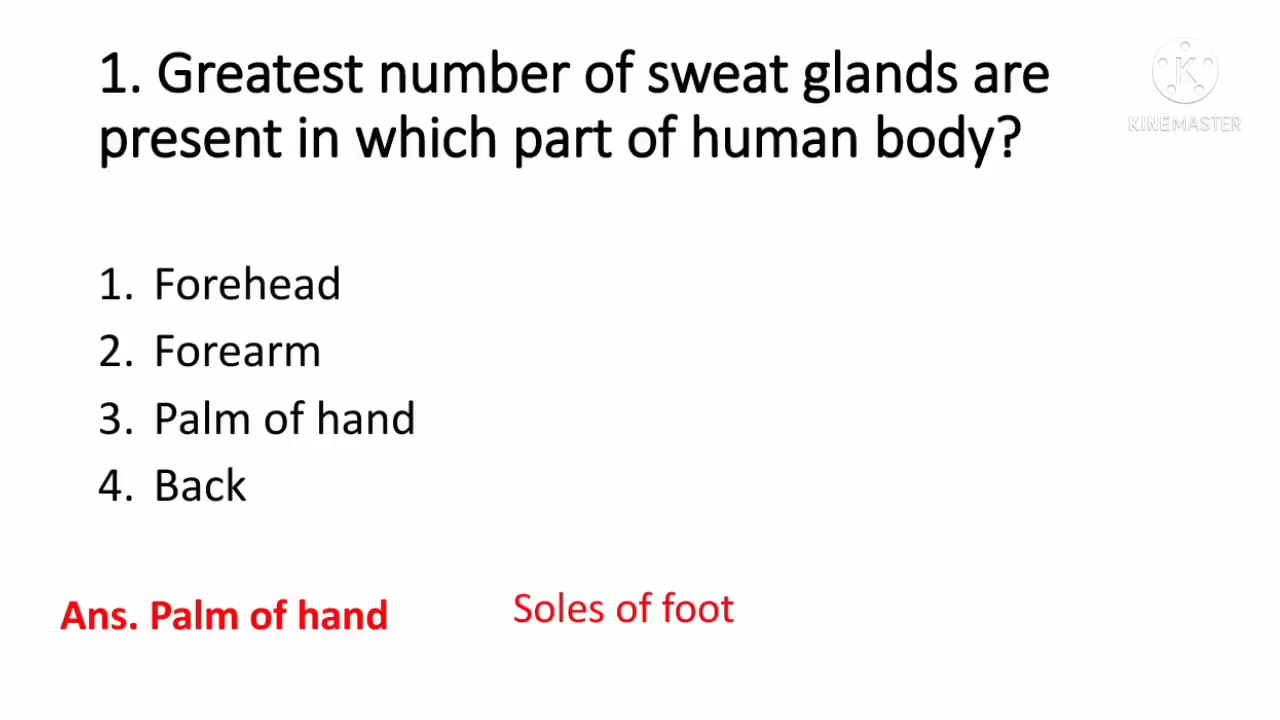 1. Greatest number of sweat glands are
present in which part of human body?
K
KINEMASTER
1. Forehead
2. Forearm
3. Palm of hand
4. Back
Ans. Palm of hand
Soles of foot